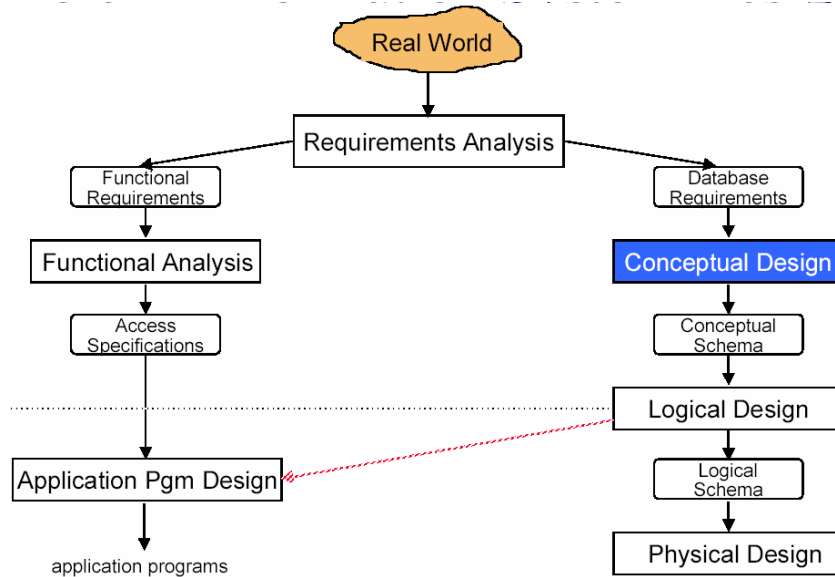 Real World
Requirements Analysis
Functional
Requirements
Database
Requirements
Functional Analysis
Conceptual Design
Access
Specifications
Conceptual
Schema
Logical Design
Application Pgm Design
Logical
Schema
application programs
Physical Design